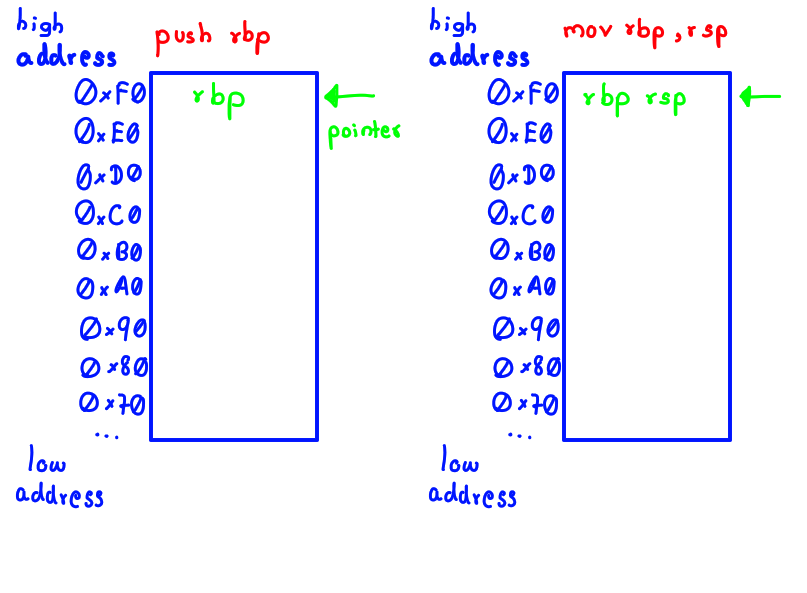 high
address
push rbp
0xF0
rbp
pointer
0xE0
0xD0
0xC0
0xB0
0xA0
0x90
0x80
0x70
...
low
address
high
address
mov rbp,rsp
0xF0
rbp rsp
0xE0
0xD0
0xC0
0xB0
0xA0
0x90
0x80
0x70
...
low
address